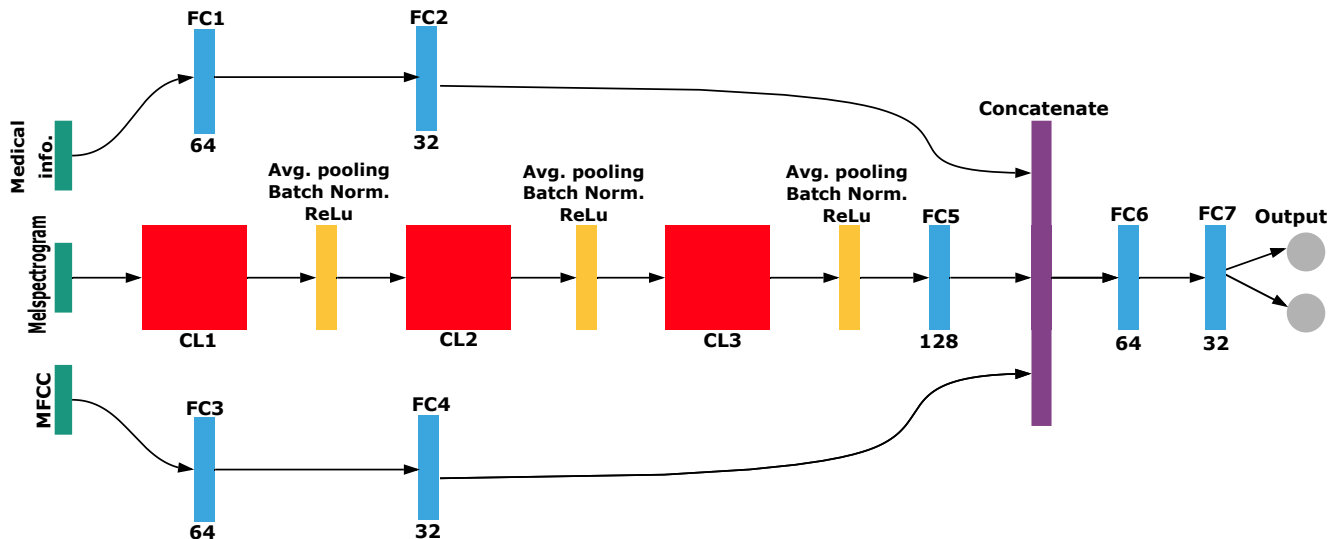 FC1
FC2
Medical
info.
64
32
Concatenate
Avg. pooling
Batch Norm.
ReLu
Avg. pooling
Batch Norm.
ReLu
Avg. pooling
Batch Norm.
ReLu
Melspectrogram
CL1
CL2
CL3
FC5
128
FC6
64
FC7
32
Output
MFCC
FC3
FC4
64
32